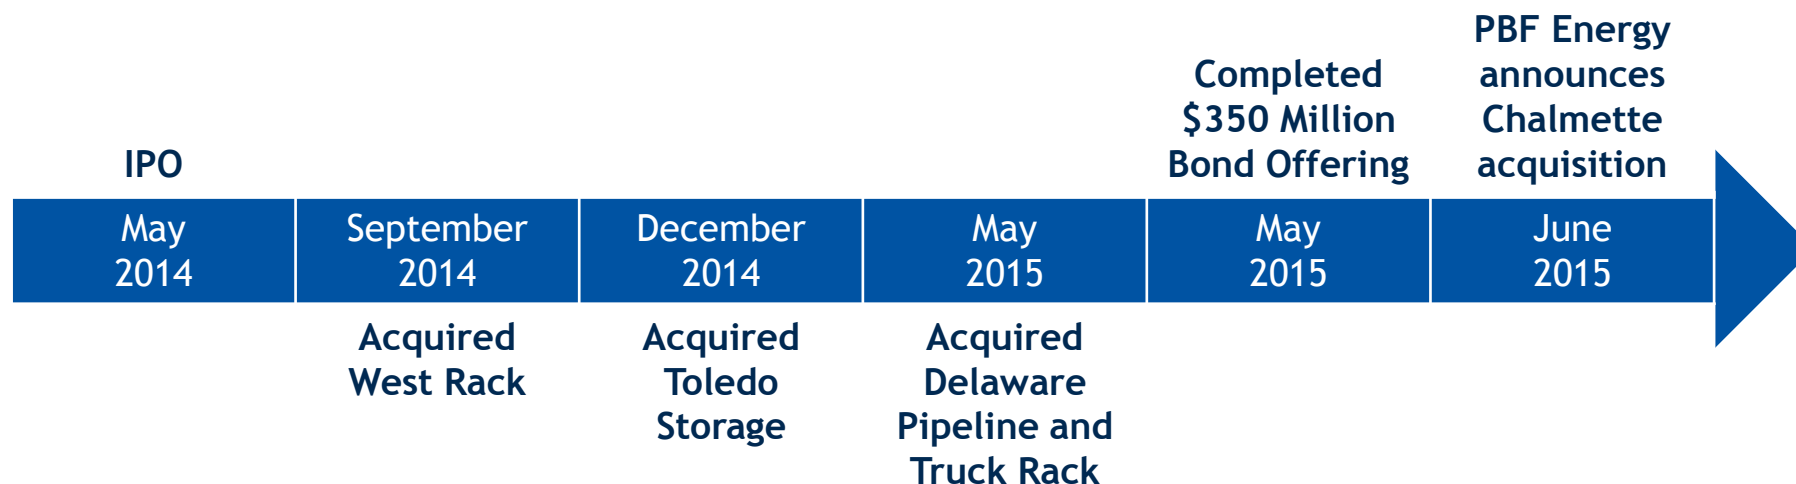 IPO
Completed
$350 Million
Bond Offering
PBF Energy
announces
Chalmette
acquisition
May
2014
September
2014
December
2014
May
2015
May
2015
June
2015
Acquired
West Rack
Acquired
Toledo
Storage
Acquired
Delaware
Pipeline and
Truck Rack